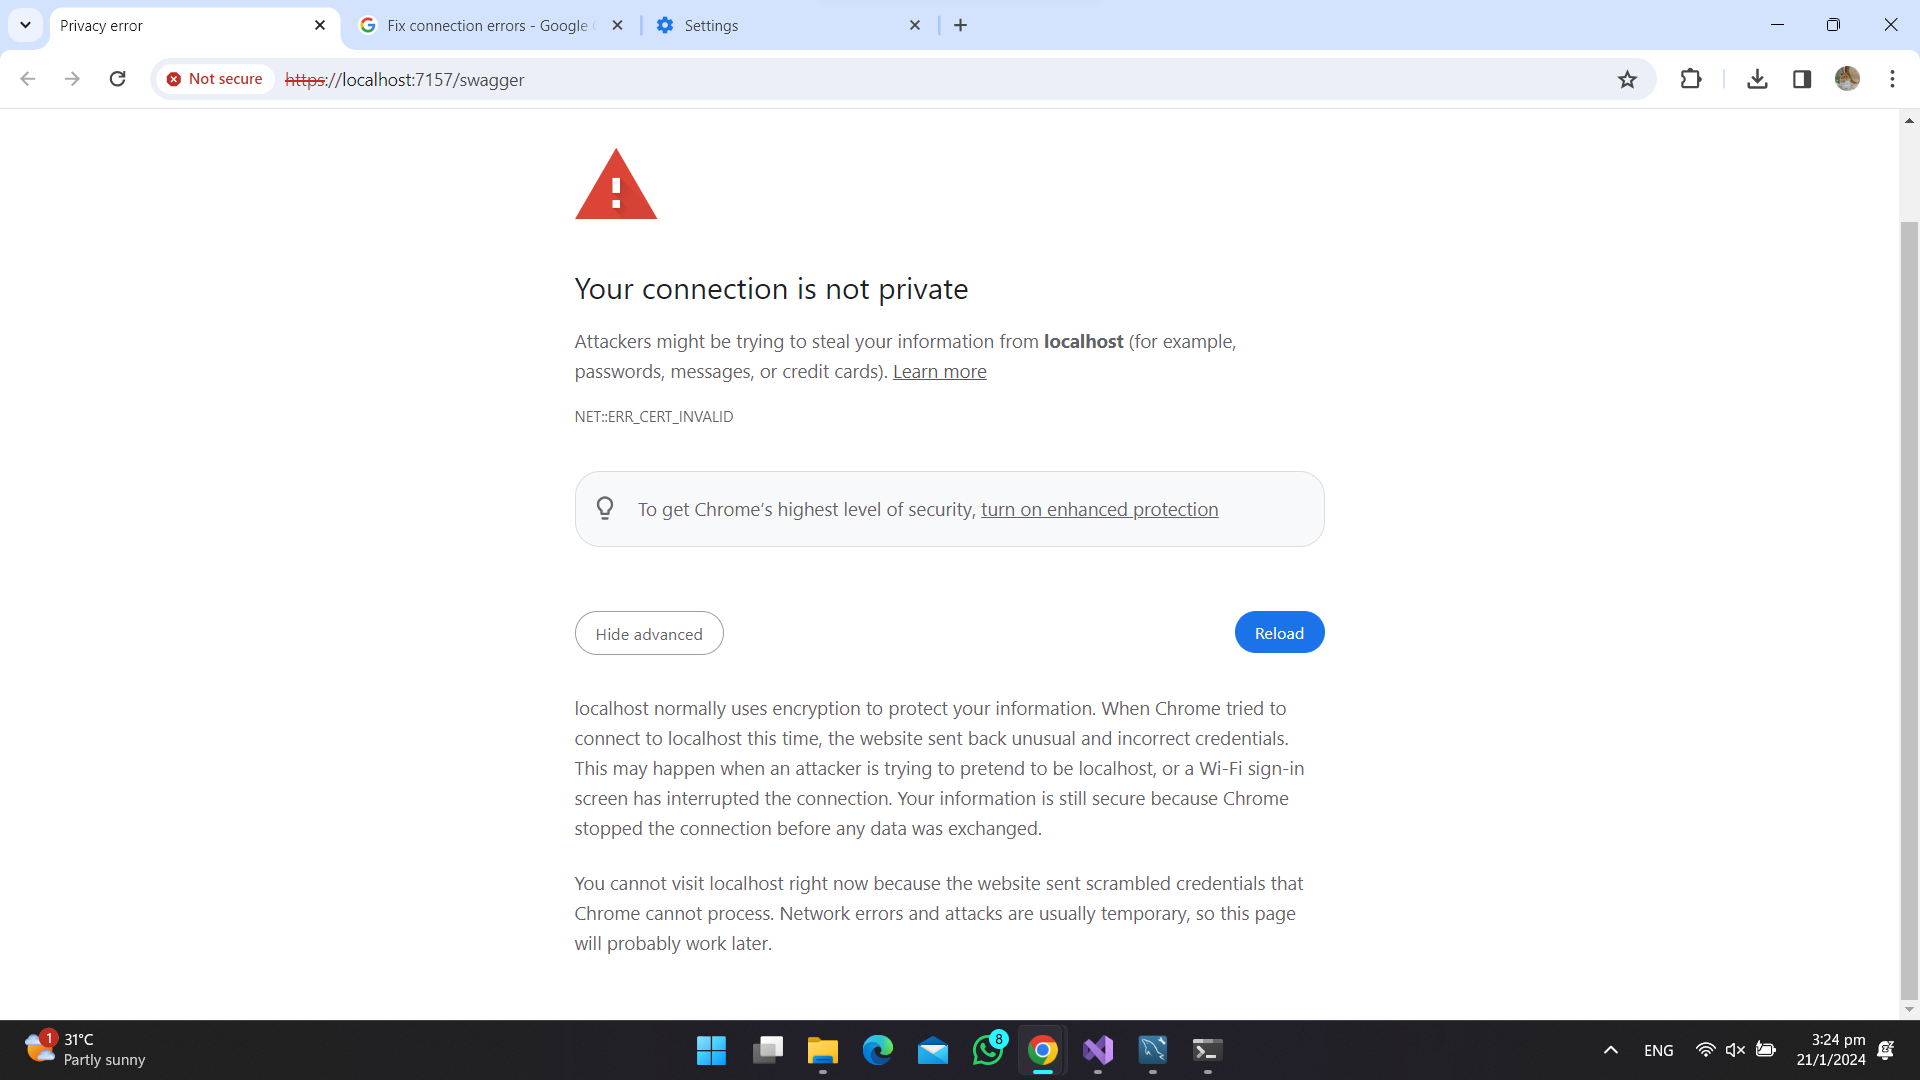 Privacy error
Fix connection errors - Google
Settings
Not secure
https://localhost:7157/swagger
Your connection is not private
Attackers might be trying to steal your information from localhost (for example,
passwords, messages, or credit cards). Learn more
NET::ERR_CERT_INVALID
To get Chrome's highest level of security, turn on enhanced protection
Hide advanced
Reload
localhost normally uses encryption to protect your information. When Chrome tried to
connect to localhost this time, the website sent back unusual and incorrect credentials.
This may happen when an attacker is trying to pretend to be localhost, or a Wi-Fi sign-in
screen has interrupted the connection. Your information is still secure because Chrome
stopped the connection before any data was exchanged.
You cannot visit localhost right now because the website sent scrambled credentials that
Chrome cannot process. Network errors and attacks are usually temporary, so this page
will probably work later.
1
31°C
Partly sunny
8
ENG
3:24 pm
21/1/2024